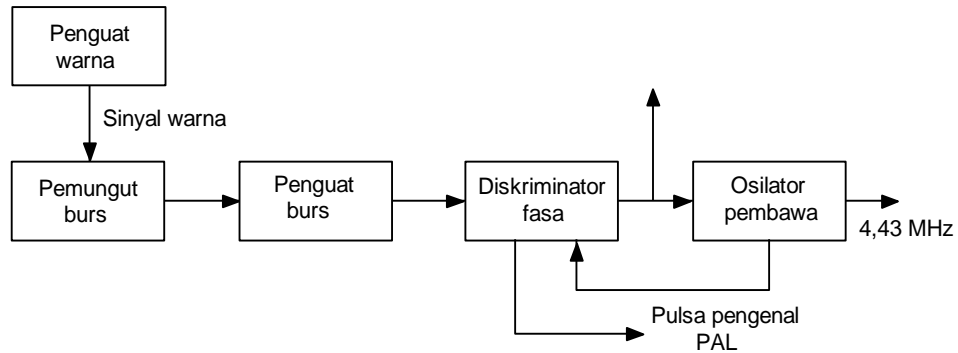 Penguat
warna
Sinyal warna
Pemungut
burs
Penguat
burs
Diskriminator
fasa
Osilator
pembawa
4,43 MHz
Pulsa pengenal
PAL